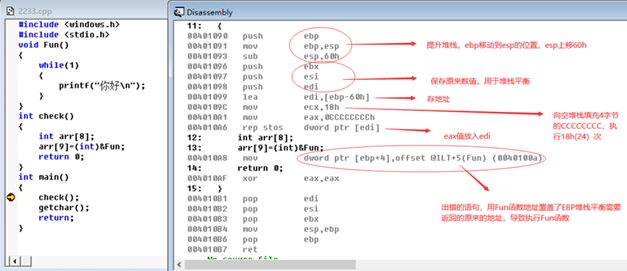 2233.cpp
#include <windows.h>
#include <stdio.h>
void Fun()
{
while(1)
{
printf("你好\n");
}
}
int check()
{
int arr[8];
arr[9]=(int)&Fun;
return 0;
}
int main()
{
check();
getchar();
return;
}
Disassembly
11: {
00401090 push ebp
00401091 mov ebp,esp
00401093 sub esp,60h
00401096 push ebx
00401097 push esi
00401098 push edi
00401099 lea edi,[ebp-60h]
0040109C mov ecx,18h
004010A1 mov eax,0CCCCCCCCh
004010A6 rep stos dword ptr [edi]
12: int arr[8];
13: arr[9]=(int)&Fun;
004010A8 mov dword ptr [ebp+4],offset @ILT+5(Fun) (0040100a)
14: return 0;
004010AF xor eax,eax
15: }
004010B1 pop edi
004010B2 pop esi
004010B3 pop ebx
004010B4 mov esp,ebp
004010B6 pop ebp
004010B7 ret
提升堆栈，ebp移动到esp的位置，esp上移60h
保存原来数值，用于堆栈平衡
存地址
向空堆栈填充4字节
的CCCCCCCC，执
行18h(24）次
eax值放入edi
出错的语句，用Fun函数地址覆盖了EBP堆栈平衡需要
返回的原来的地址，导致执行Fun函数